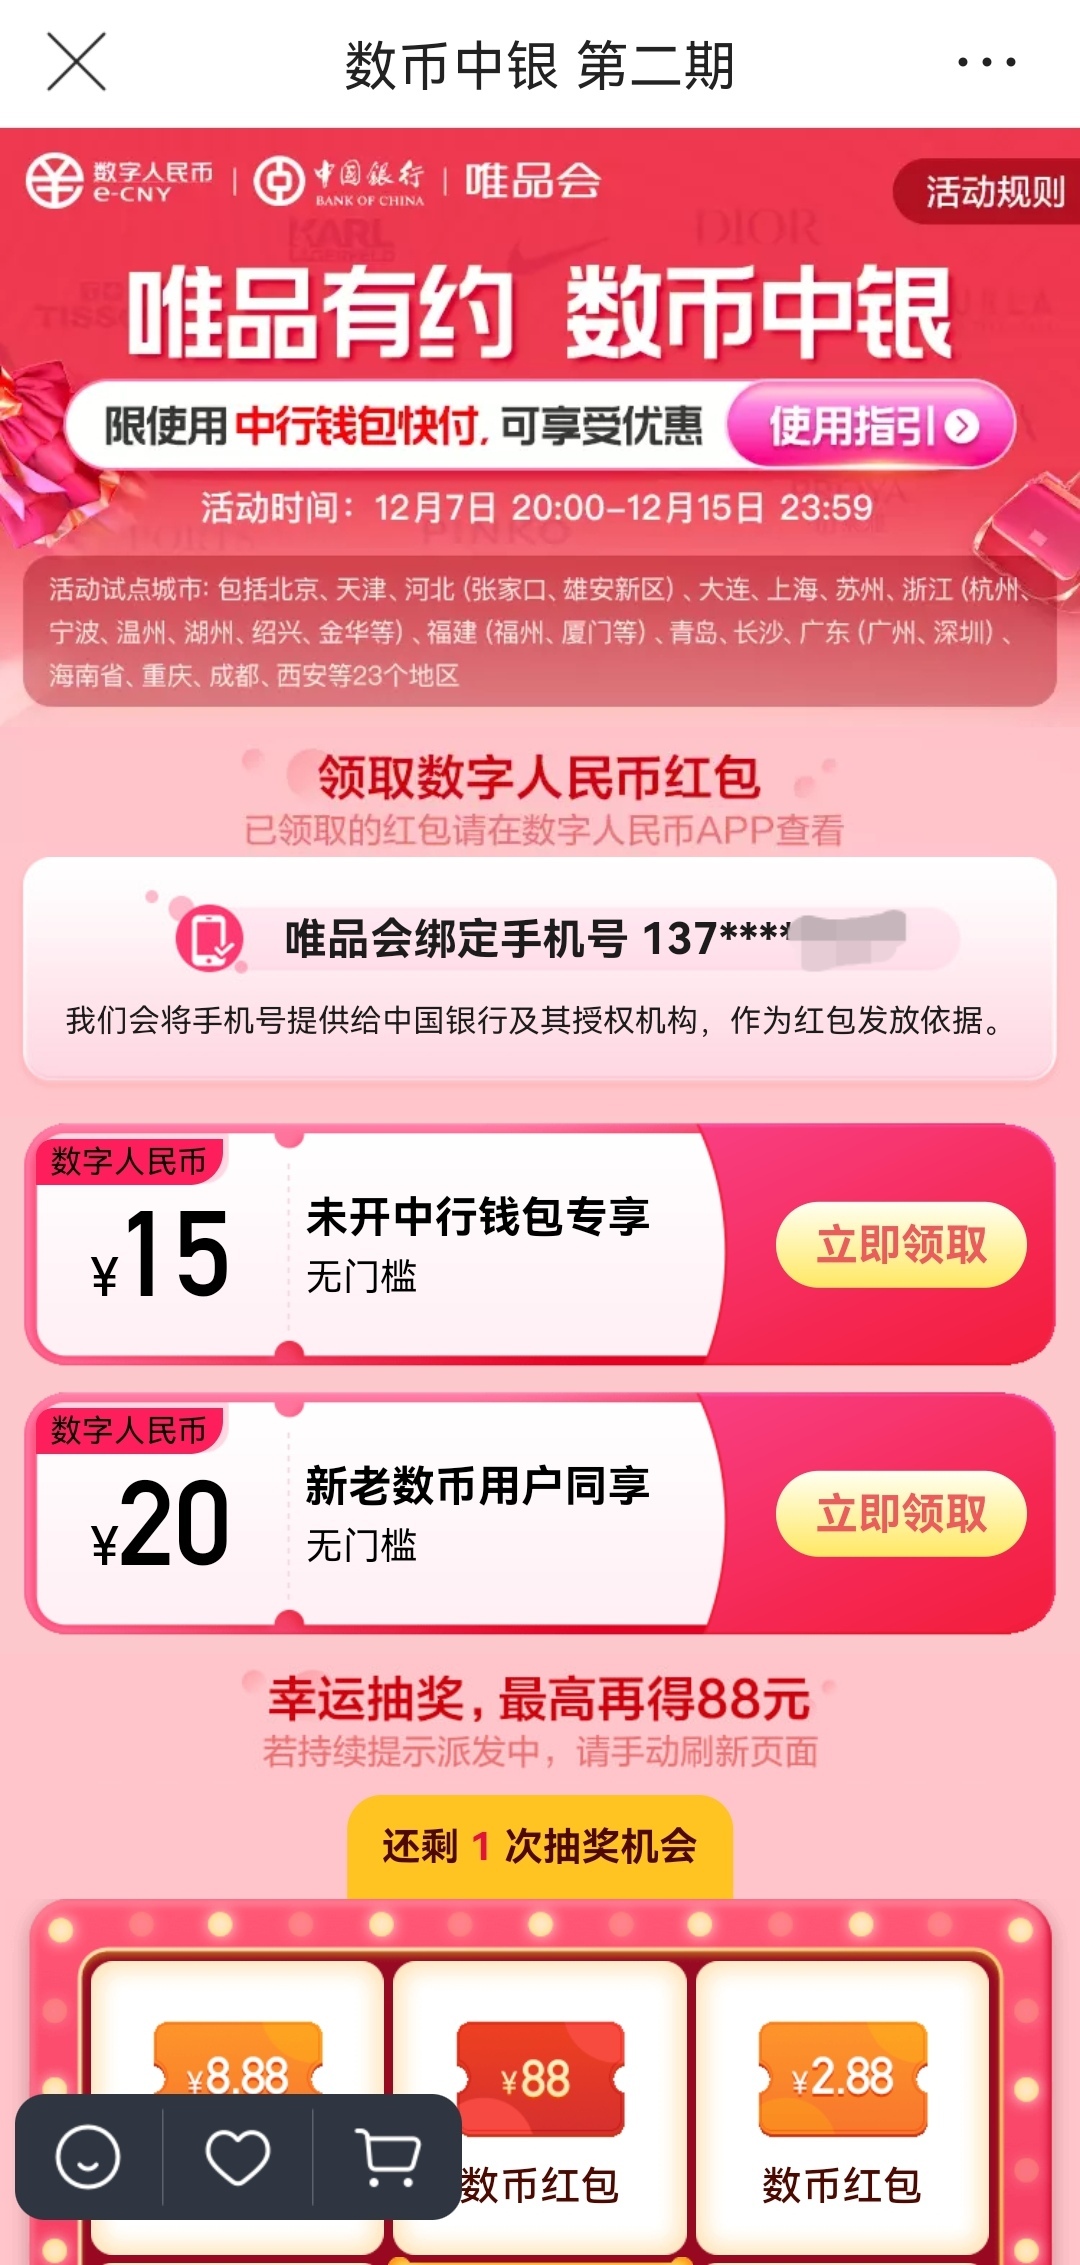 数币中银 第二期
数字人民币
e-CNY
中国银行
BANK OF CHINA
唯品会
活动规则
KARL
LAGERFELD
DIOR
TISSO
唯品有约 数币中银
限使用 中行钱包快付, 可享受优惠
使用指引
活动时间: 12月7日 20:00-12月15日 23:59
PORTS
PINKO
活动试点城市: 包括北京、天津、河北 (张家口、雄安新区) 、大连、上海、苏州、浙江 (杭州、
宁波、温州、湖州、绍兴、金华等) 、福建 (福州、厦门等) 、青岛、长沙、广东 (广州、深圳) 、
海南省、重庆、成都、西安等23个地区
领取数字人民币红包
已领取的红包请在数字人民币APP查看
唯品会绑定手机号 137****
我们会将手机号提供给中国银行及其授权机构，作为红包发放依据。
数字人民币
¥15
未开中行钱包专享
无门槛
立即领取
数字人民币
¥20
新老数币用户同享
无门槛
立即领取
幸运抽奖, 最高再得88元
若持续提示派发中，请手动刷新页面
还剩 1 次抽奖机会
¥8.88
¥88
¥2.88
数币红包
数币红包